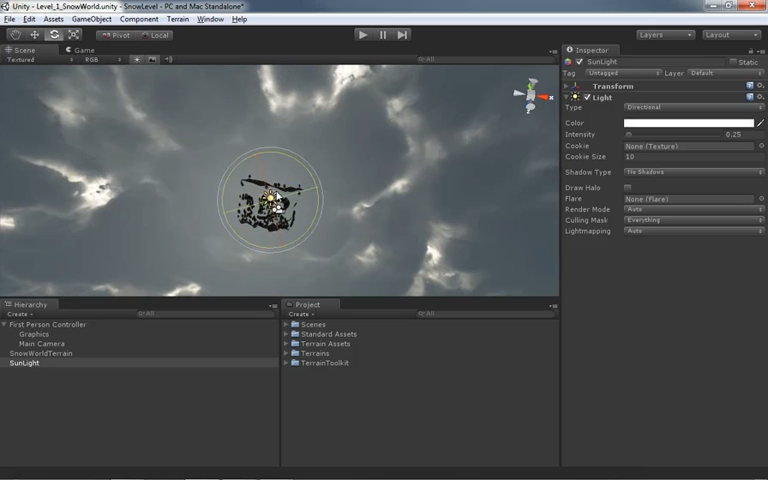 Unity - Level_1_SnowWorld.unity - SnowLevel - PC and Mac Standalone*
File Edit Assets GameObject Component Terrain Window Help
Pivot Local Layers Layout
Scene Game
Textured RGB All
Inspector
SunLight Static
Tag Untagged Layer Default
Transform
Light
Type Directional
Color
Intensity 0.25
Cookie None (Texture)
Cookie Size 10
Shadow Type No Shadows
Draw Halo
Flare None (Flare)
Render Mode Auto
Culling Mask Everything
Lightmapping Auto
Hierarchy
Create All
First Person Controller
Graphics
Main Camera
SnowWorldTerrain
SunLight
Project
Create All
Scenes
Standard Assets
Terrain Assets
Terrains
TerrainToolkit